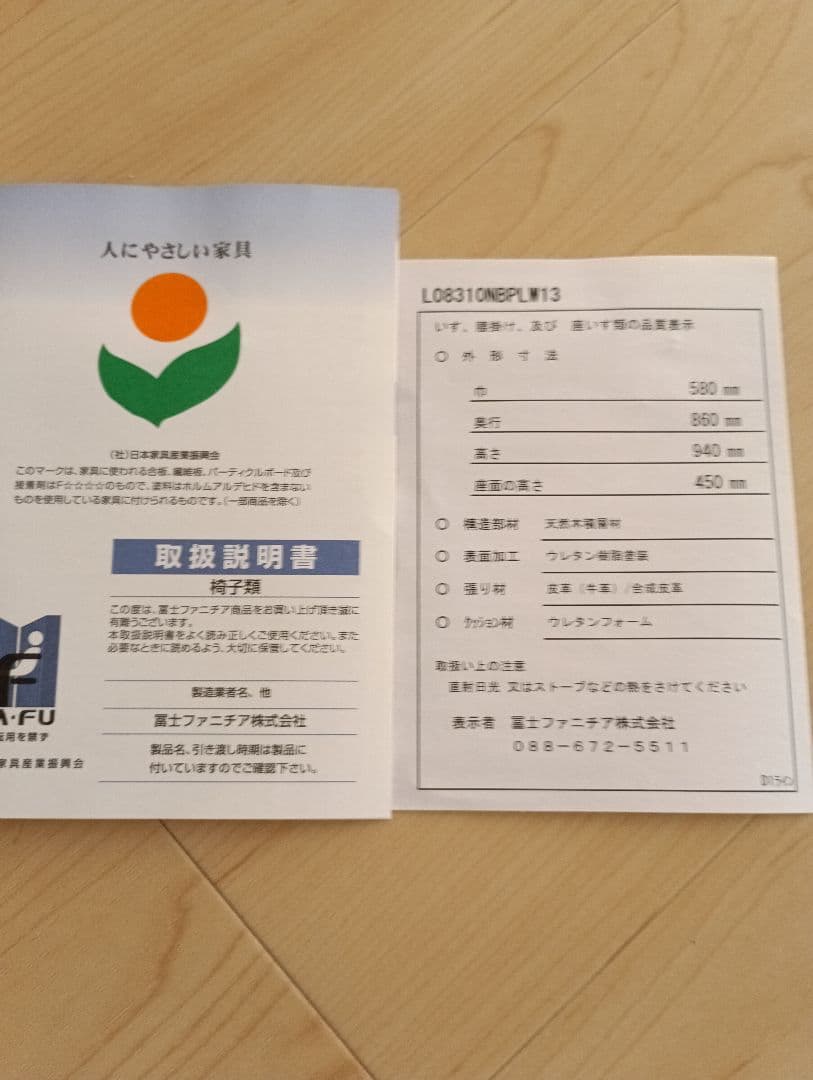 人にやさしい家具
(社)日本家具産業振興会
このマークは、家具に使われる合板、繊維板、パーティクルボード及び
接着剤はF☆☆☆☆のもので、塗料はホルムアルデヒドを含まない
ものを使用している家具に付けられるものです。(一部商品を除く)
取扱説明書
椅子類
この度は、冨士ファニチア商品をお買い上げ頂き誠に
有難うございます。
本取扱説明書をよく読み正しくご使用ください。また
必要なときに読めるよう、大切に保管してください。
製造業者名、他
冨士ファニチア株式会社
製品名、引き渡し時期は製品に
付いていますのでご確認下さい。
A・FU
用を禁ず
家具産業振興会
L08310NBPLW13
いす、腰掛け、及び 座いす類の品質表示
○ 外形寸法
巾 580 mm
奥行 860 mm
高さ 940 mm
座面の高さ 450 mm
○ 構造部材 天然木積層材
○ 表面加工 ウレタン樹脂塗装
○ 張り材 皮革(牛革)/合成皮革
○ クッション材 ウレタンフォーム
取扱い上の注意
直射日光 又はストーブなどの熱をさけてください
表示者 冨士ファニチア株式会社
088-672-5511